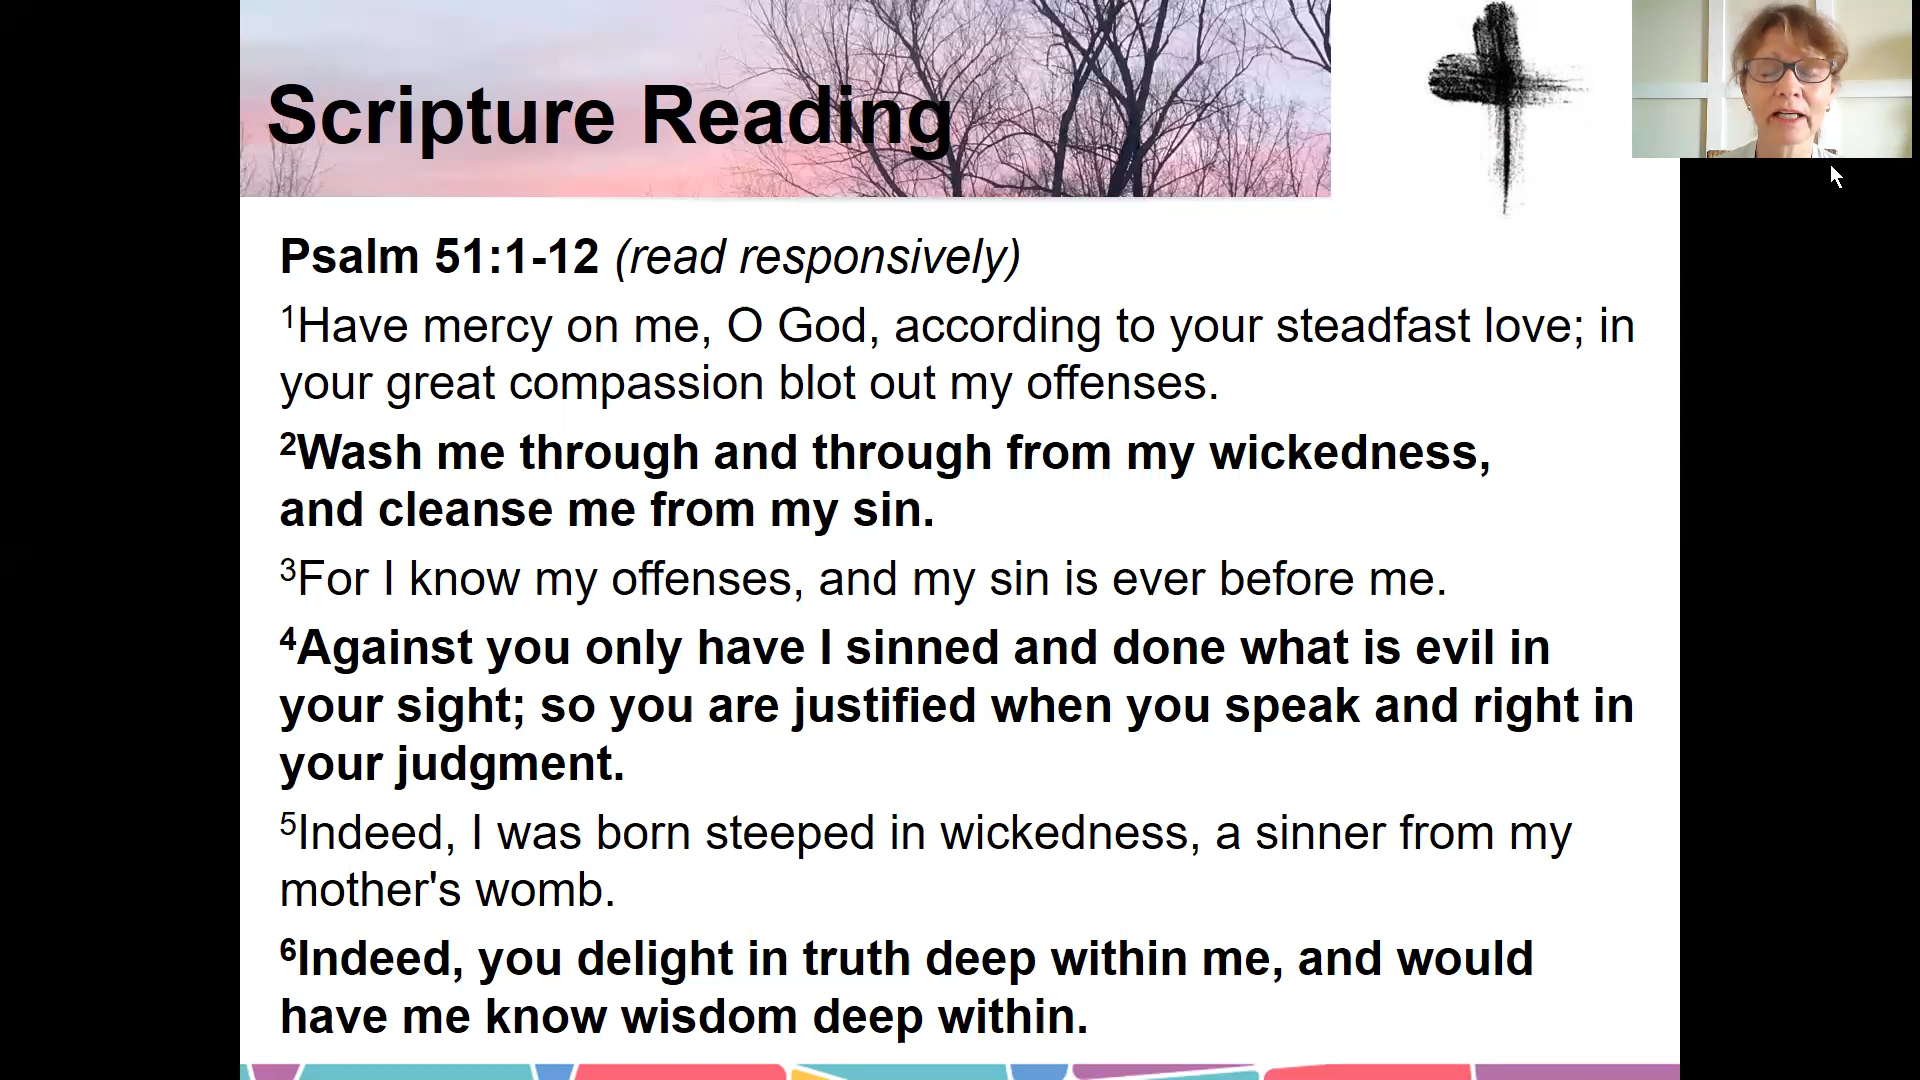 Scripture Reading
Psalm 51:1-12 (read responsively)
1Have mercy on me, O God, according to your steadfast love; in
your great compassion blot out my offenses.
2Wash me through and through from my wickedness,
and cleanse me from my sin.
3For I know my offenses, and my sin is ever before me.
4Against you only have I sinned and done what is evil in
your sight; so you are justified when you speak and right in
your judgment.
5Indeed, I was born steeped in wickedness, a sinner from my
mother's womb.
6Indeed, you delight in truth deep within me, and would
have me know wisdom deep within.